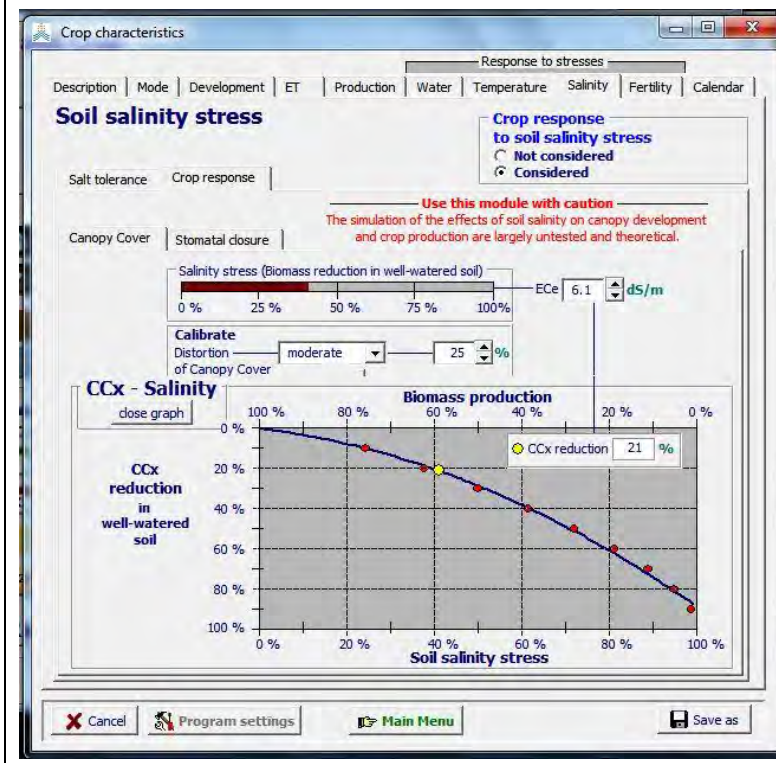 Crop characteristics
Response to stresses
Description Mode Development ET Production Water Temperature Salinity Fertility Calendar
Soil salinity stress
Crop response
to soil salinity stress
Not considered
Considered
Salt tolerance Crop response
Use this module with caution
The simulation of the effects of soil salinity on canopy development
and crop production are largely untested and theoretical.
Canopy Cover Stomatal closure
Salinity stress (Biomass reduction in well-watered soil)
0 % 25 % 50 % 75 % 100%
ECe 6.1 dS/m
Calibrate
Distortion moderate 25 %
of Canopy Cover
CCx - Salinity
close graph
Biomass production
100 % 80 % 60 % 40 % 20 % 0 %
CCx reduction 21 %
CCx
reduction
in
well-watered
soil
0 %
20 %
40 %
60 %
80 %
100 %
0 % 20 % 40 % 60 % 80 % 100 %
Soil salinity stress
Cancel Program settings Main Menu Save as